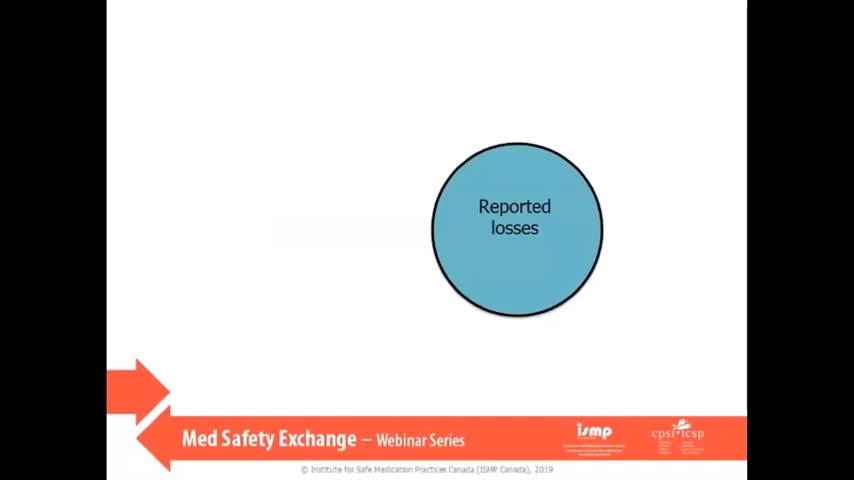 Reported
losses
Med Safety Exchange – Webinar Series
ismp
CANADA
cpsi icsp
© Institute for Safe Medication Practices Canada (ISMP Canada), 2019